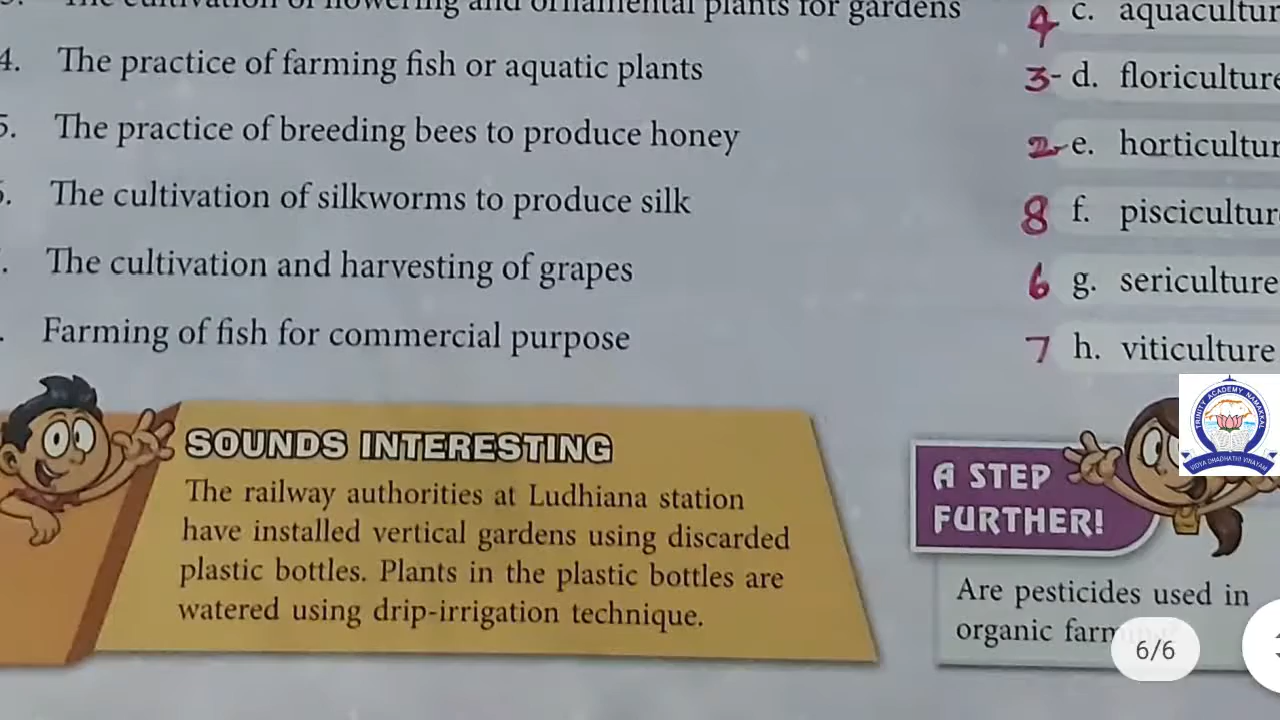 The cultivation of flowering and ornamental plants for gardens
4. The practice of farming fish or aquatic plants
5. The practice of breeding bees to produce honey
The cultivation of silkworms to produce silk
The cultivation and harvesting of grapes
Farming of fish for commercial purpose
4 c. aquacultur
3- d. floriculture
2 e. horticultur
8 f. piscicultur
6 g. sericulture
7 h. viticulture
SOUNDS INTERESTING
The railway authorities at Ludhiana station
have installed vertical gardens using discarded
plastic bottles. Plants in the plastic bottles are
watered using drip-irrigation technique.
TRINITY ACADEMY NAMAKKAL
A STEP
FURTHER!
Are pesticides used in
organic farm
6/6